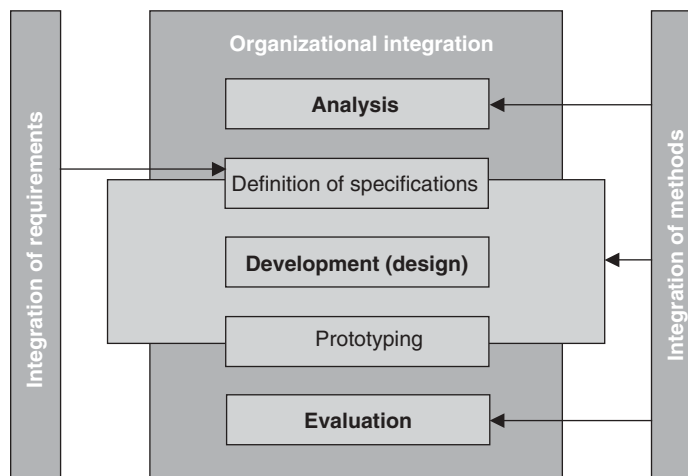 Organizational integration
Analysis
Definition of specifications
Development (design)
Prototyping
Evaluation
Integration of requirements
Integration of methods